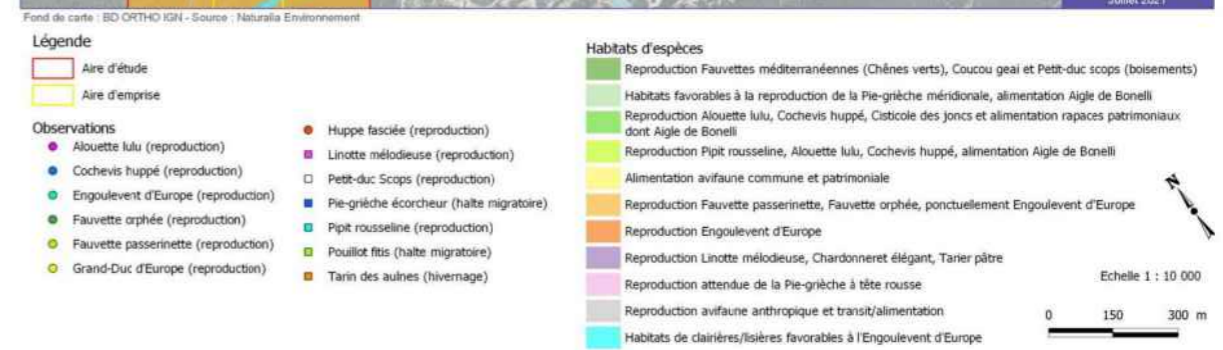 Juillet 2021
Fond de carte : BD ORTHO IGN - Source : Naturalia Environnement
Légende
Aire d'étude
Aire d'emprise
Observations
Alouette lulu (reproduction)
Cochevis huppé (reproduction)
Engoulevent d'Europe (reproduction)
Fauvette orphée (reproduction)
Fauvette passerinette (reproduction)
Grand-Duc d'Europe (reproduction)
Huppe fasciée (reproduction)
Linotte mélodieuse (reproduction)
Petit-duc Scops (reproduction)
Pie-grièche écorcheur (halte migratoire)
Pipit rousseline (reproduction)
Pouillot fitis (halte migratoire)
Tarin des aulnes (hivernage)
Habitats d'espèces
Reproduction Fauvettes méditerranéennes (Chênes verts), Coucou geai et Petit-duc scops (boisements)
Habitats favorables à la reproduction de la Pie-grièche méridionale, alimentation Aigle de Bonelli
Reproduction Alouette lulu, Cochevis huppé, Cisticole des joncs et alimentation rapaces patrimoniaux
dont Aigle de Bonelli
Reproduction Pipit rousseline, Alouette lulu, Cochevis huppé, alimentation Aigle de Bonelli
Alimentation avifaune commune et patrimoniale
Reproduction Fauvette passerinette, Fauvette orphée, ponctuellement Engoulevent d'Europe
Reproduction Engoulevent d'Europe
Reproduction Linotte mélodieuse, Chardonneret élégant, Tarier pâtre
Reproduction attendue de la Pie-grièche à tête rousse
Reproduction avifaune anthropique et transit/alimentation
Habitats de clairières/lisières favorables à l'Engoulevent d'Europe
N
Echelle 1 : 10 000
0 150 300 m